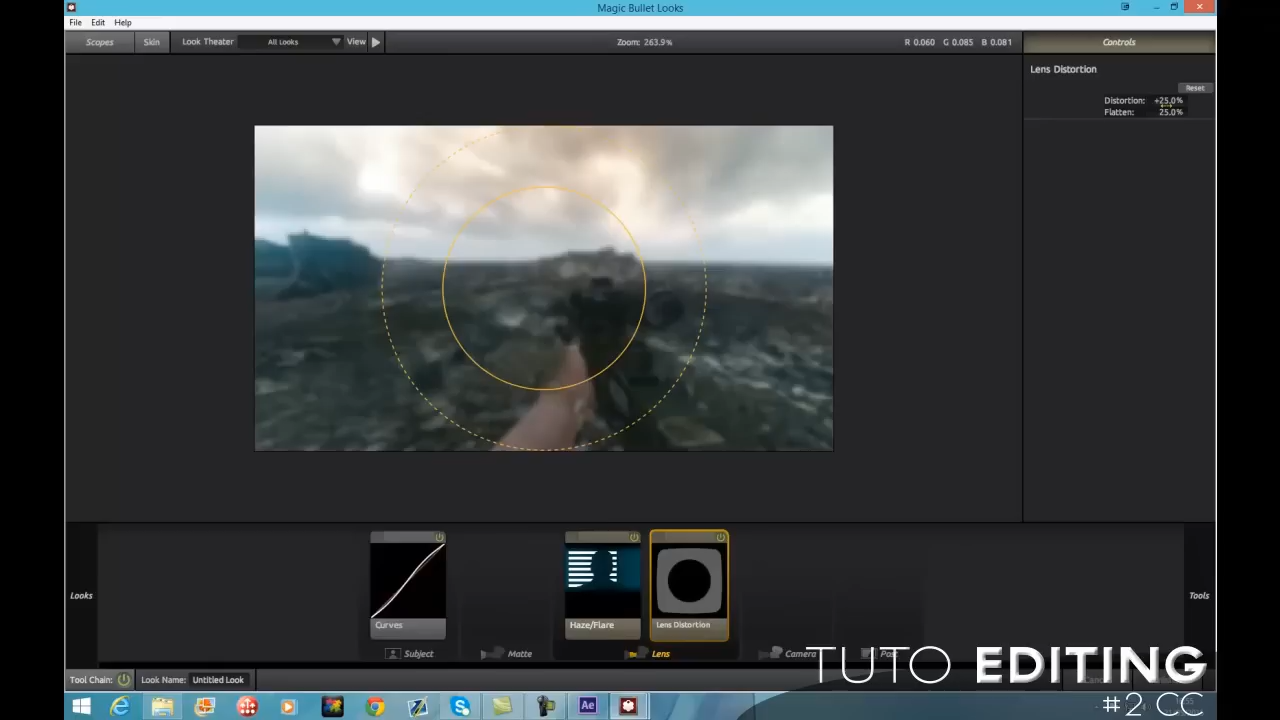 Magic Bullet Looks
File Edit Help
Scopes Skin Look Theater All Looks View Zoom: 263.9% R 0.060 G 0.085 B 0.081 Controls
Lens Distortion
Reset
Distortion: +25.0%
Flatten: 25.0%
Curves Haze/Flare Lens Distortion
Looks Tools
Subject Matte Lens Camera Post
Tool Chain: Look Name: Untitled Look
Ae
TUTO EDITING
#2 CC